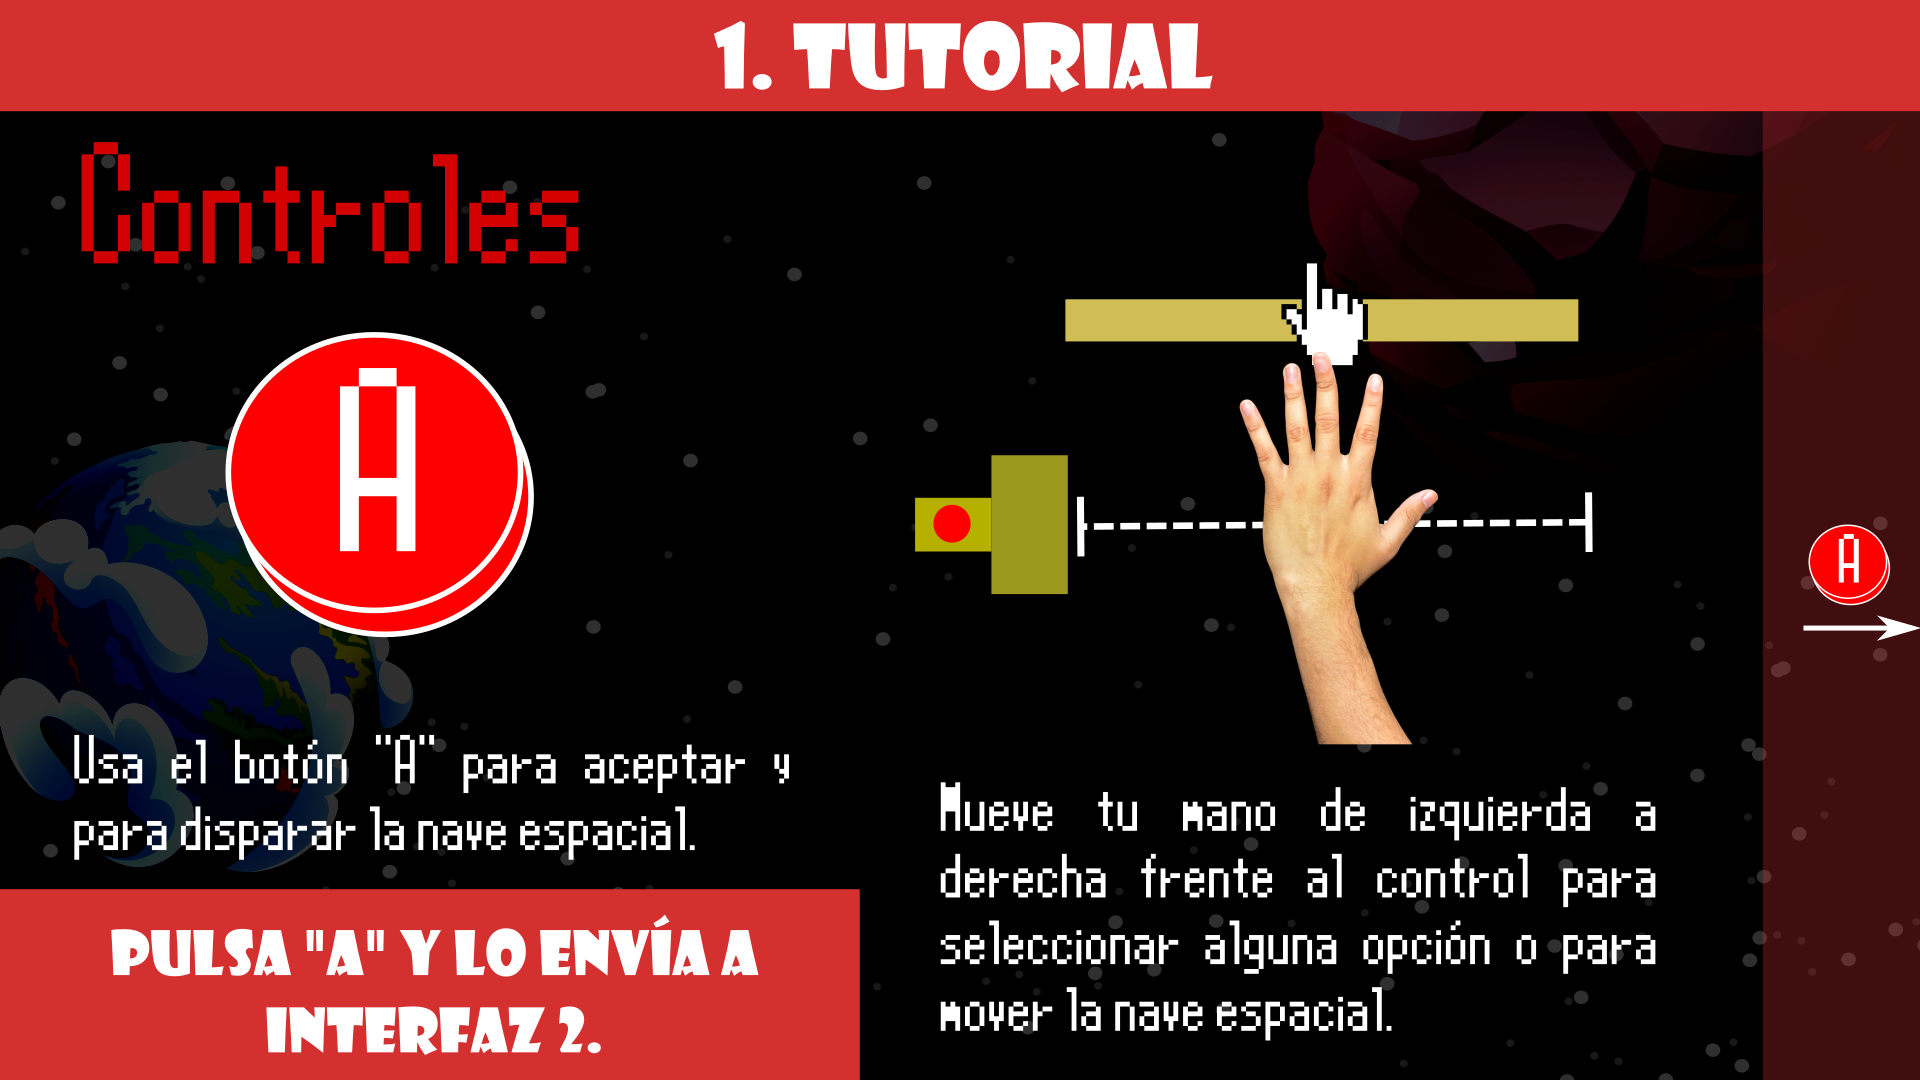 1. TUTORIAL
Controles
A
Usa el botón "A" para aceptar y
para disparar la nave espacial.
PULSA "A" Y LO ENVÍA A
INTERFAZ 2.
Mueve tu mano de izquierda a
derecha frente al control para
seleccionar alguna opción o para
mover la nave espacial.
A